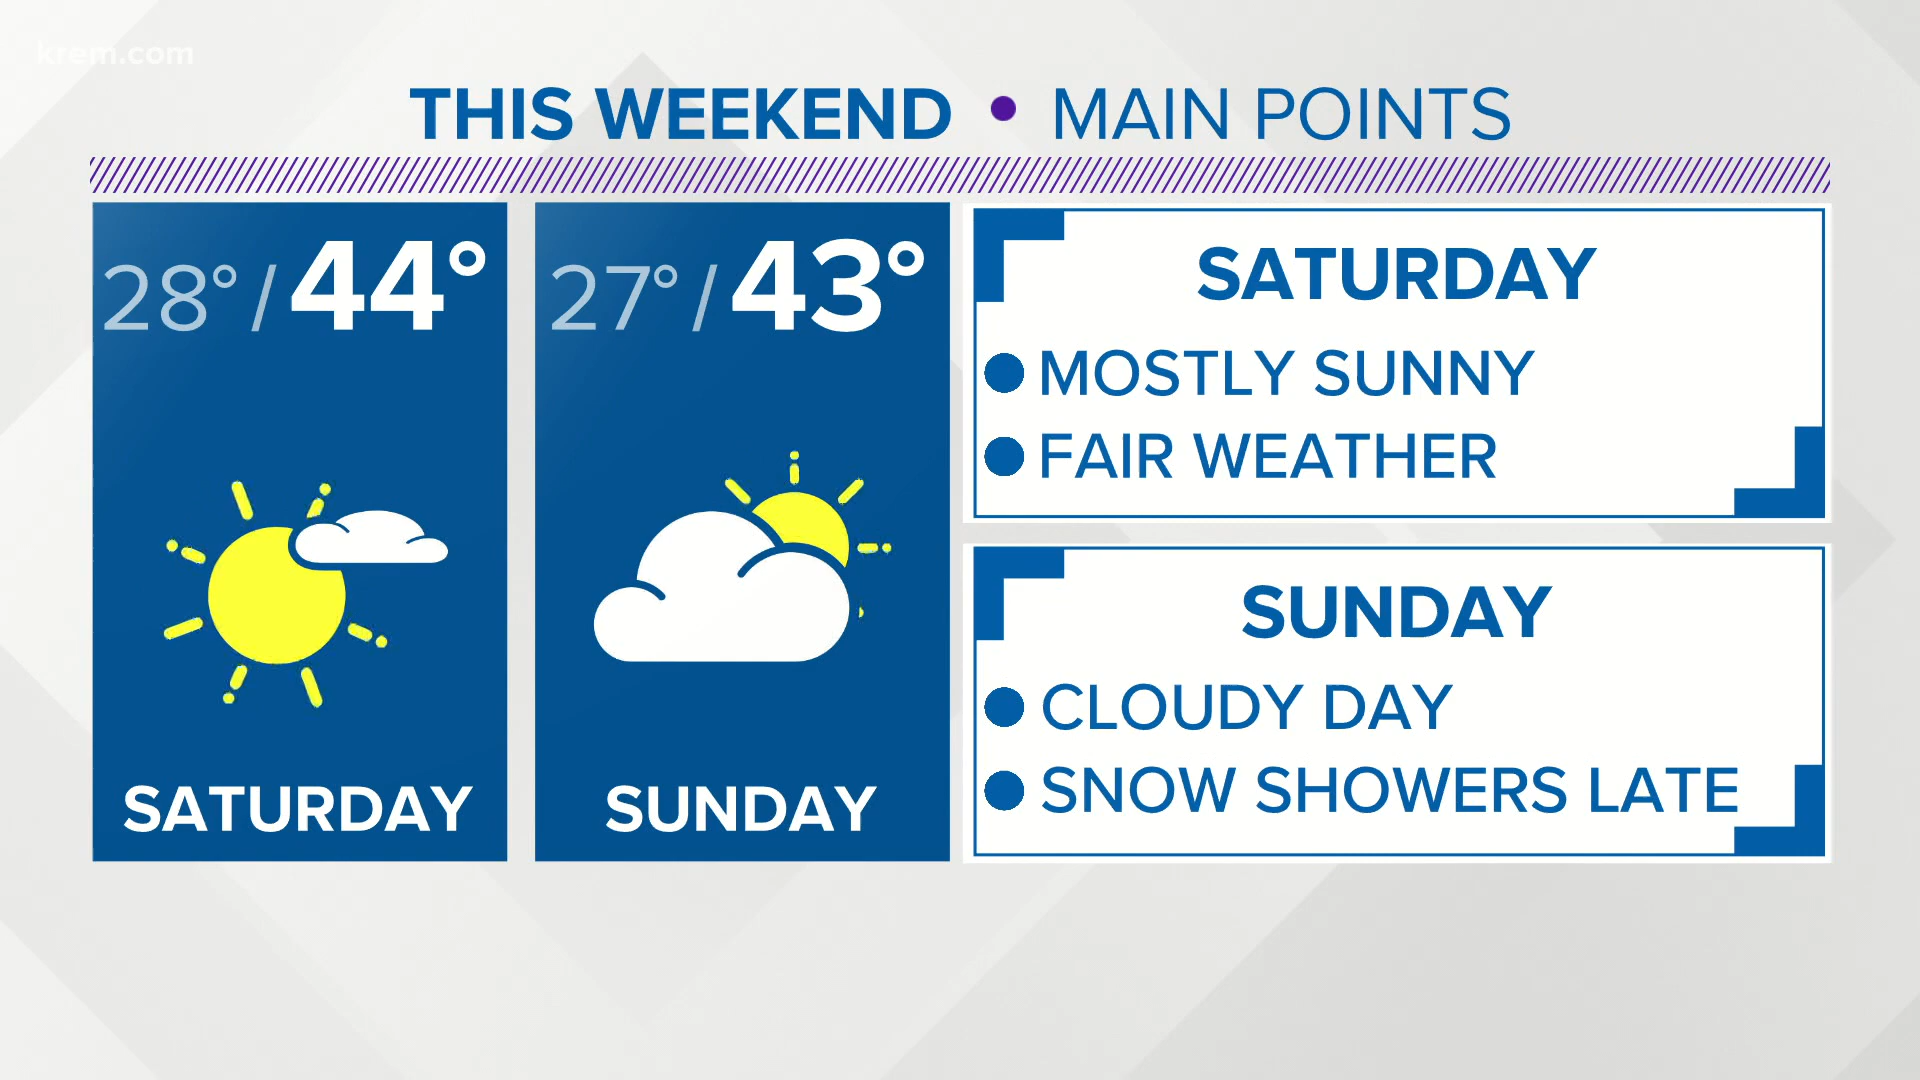 krem.com
THIS WEEKEND • MAIN POINTS
28° / 44°
SATURDAY
27° / 43°
SUNDAY
SATURDAY
● MOSTLY SUNNY
● FAIR WEATHER
SUNDAY
● CLOUDY DAY
● SNOW SHOWERS LATE